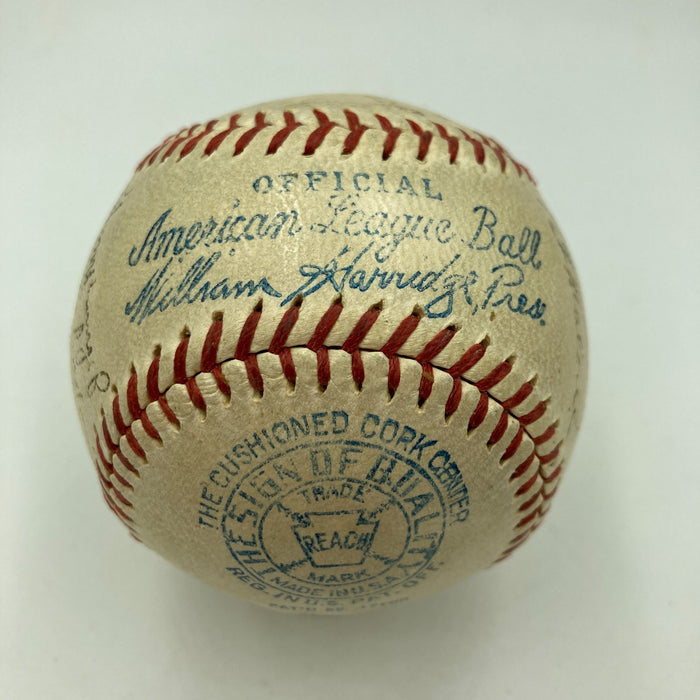 OFFICIAL
American League Ball
William Harridge, Pres.
THE CUSHIONED CORK CENTER
THE SIGN OF QUALITY
TRADE
REACH
MARK
MADE IN U.S.A.
REG. IN U.S. PAT. OFF.